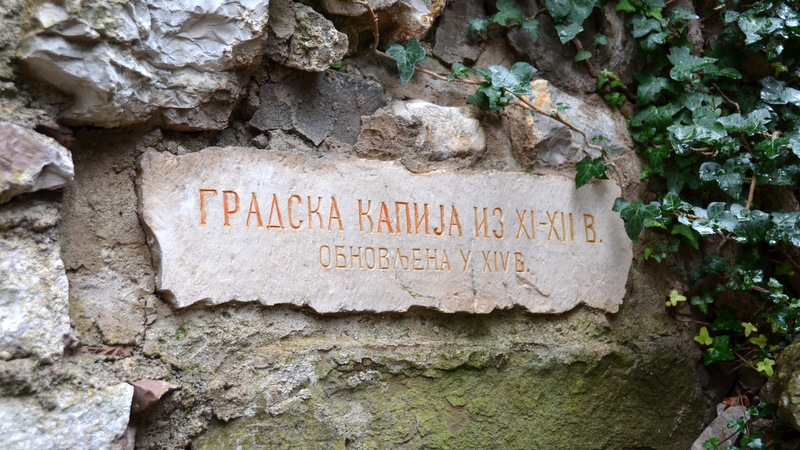 ГРАДСКА КАПИЈА ИЗ XI-XII В.
ОБНОВЉЕНА У XIV В.